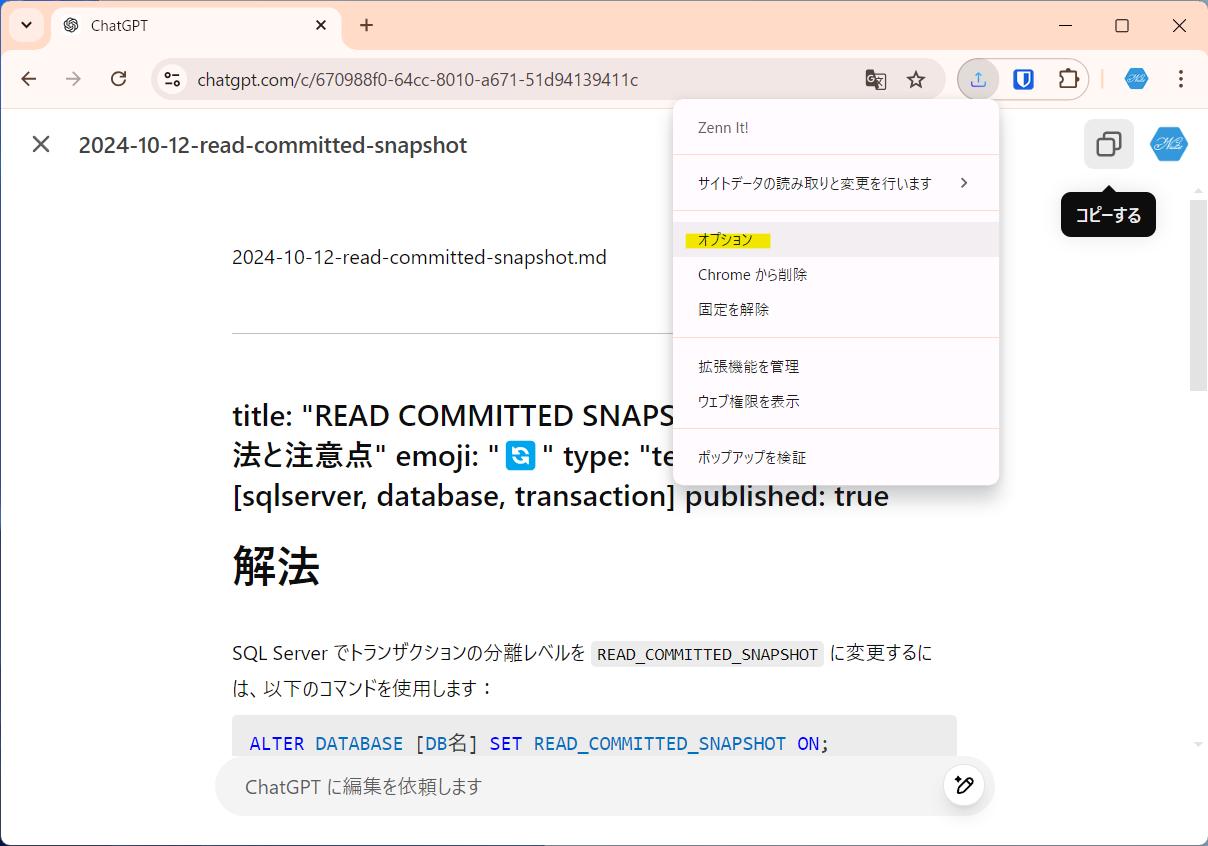 ChatGPT
chatgpt.com/c/670988f0-64cc-8010-a671-51d94139411c
2024-10-12-read-committed-snapshot
Zenn It!
サイトデータの読み取りと変更を行います
オプション
Chrome から削除
固定を解除
拡張機能を管理
ウェブ権限を表示
ポップアップを検証
コピーする
2024-10-12-read-committed-snapshot.md
title: "READ COMMITTED SNAPS
法と注意点" emoji: "🔄" type: "te
[sqlserver, database, transaction] published: true
解法
SQL Server でトランザクションの分離レベルを READ_COMMITTED_SNAPSHOT に変更するに
は、以下のコマンドを使用します：
ALTER DATABASE [DB名] SET READ_COMMITTED_SNAPSHOT ON;
ChatGPT に編集を依頼します